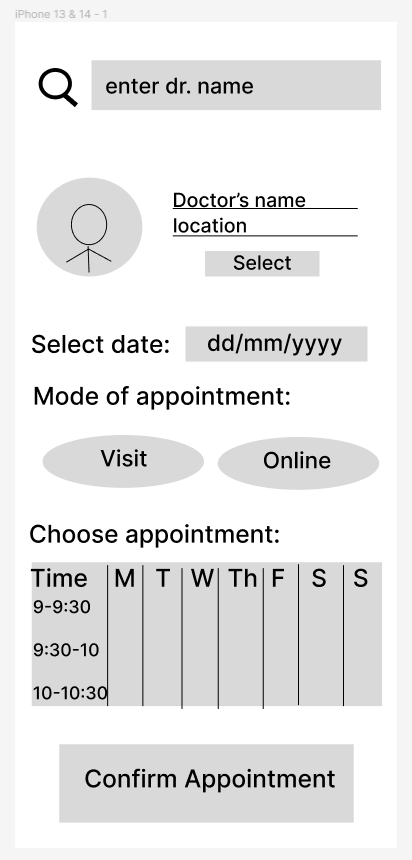 iPhone 13 & 14 - 1
enter dr. name
Doctor's name
location
Select
Select date: dd/mm/yyyy
Mode of appointment:
Visit Online
Choose appointment:
Time M T W Th F S S
9-9:30
9:30-10
10-10:30
Confirm Appointment